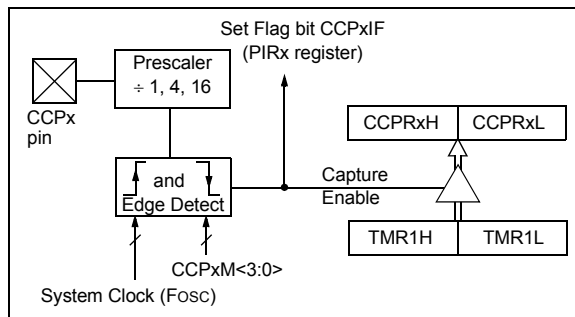 Set Flag bit CCPxIF
(PIRx register)
Prescaler
÷ 1, 4, 16
CCPx
pin
CCPRxH
CCPRxL
and
Edge Detect
Capture
Enable
TMR1H
TMR1L
CCPxM<3:0>
System Clock (FOSC)